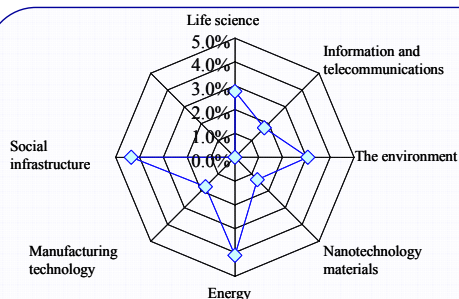 Life science
5.0%
4.0%
3.0%
2.0%
1.0%
0.0%
Information and
telecommunications
The environment
Nanotechnology
materials
Energy
Manufacturing
technology
Social
infrastructure